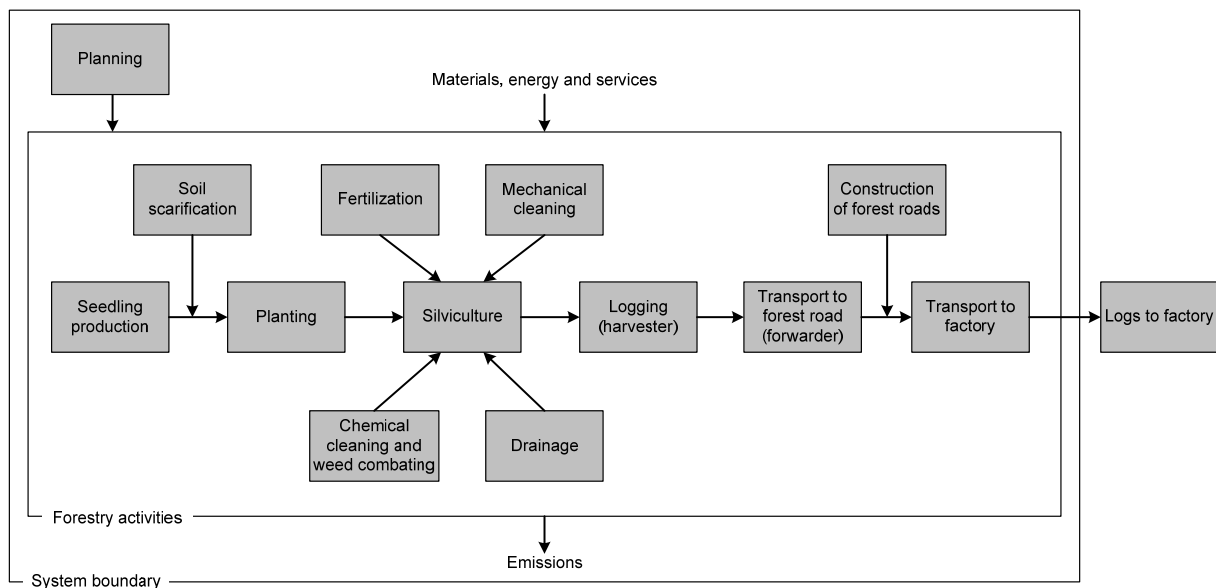 Planning
Materials, energy and services
Soil
scarification
Fertilization
Mechanical
cleaning
Construction
of forest roads
Seedling
production
Planting
Silviculture
Logging
(harvester)
Transport to
forest road
(forwarder)
Transport to
factory
Logs to factory
Chemical
cleaning and
weed combating
Drainage
Forestry activities
Emissions
System boundary